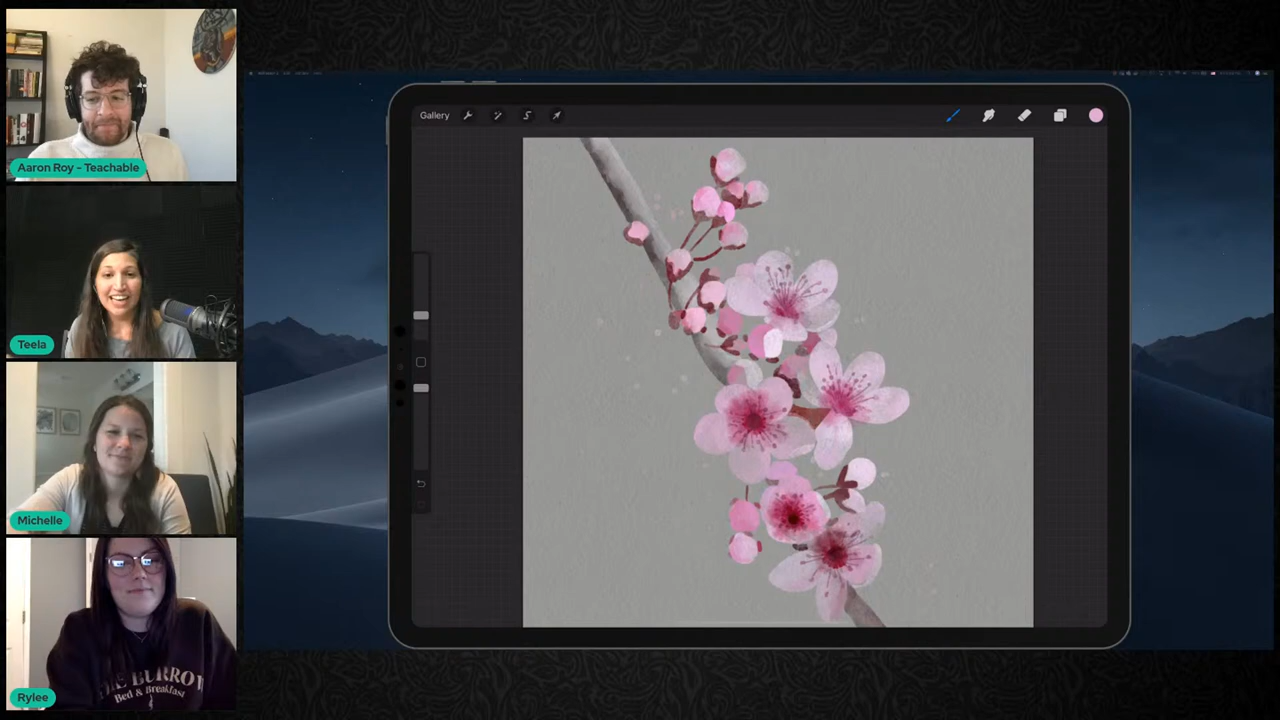 Aaron Roy – Teachable
Teela
Michelle
Rylee
THE BURROW
Bed & Breakfast
Gallery